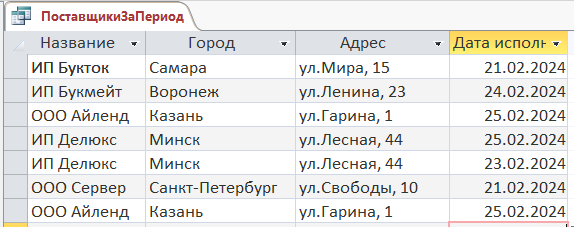 ПоставщикиЗаПериод
Название Город Адрес Дата исполн
ИП Букток Самара ул.Мира, 15 21.02.2024
ИП Букмейт Воронеж ул.Ленина, 23 24.02.2024
ООО Айленд Казань ул.Гарина, 1 25.02.2024
ИП Делюкс Минск ул.Лесная, 44 25.02.2024
ИП Делюкс Минск ул.Лесная, 44 23.02.2024
ООО Сервер Санкт-Петербург ул.Свободы, 10 21.02.2024
ООО Айленд Казань ул.Гарина, 1 25.02.2024